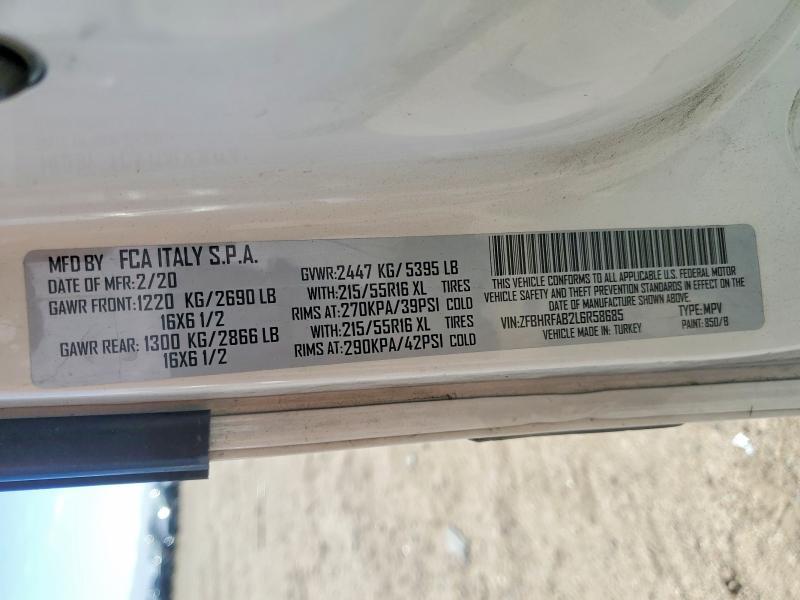 MFD BY FCA ITALY S.P.A.
DATE OF MFR: 2/20
GAWR FRONT: 1220 KG/2690 LB
16X6 1/2
GAWR REAR: 1300 KG/2866 LB
16X6 1/2
GVWR: 2447 KG/ 5395 LB
WITH: 215/55R16 XL TIRES
RIMS AT: 270KPA/39PSI COLD
WITH: 215/55R16 XL TIRES
RIMS AT: 290KPA/42PSI COLD
THIS VEHICLE CONFORMS TO ALL APPLICABLE U.S. FEDERAL MOTOR
VEHICLE SAFETY AND THEFT PREVENTION STANDARDS IN EFFECT ON THE
DATE OF MANUFACTURE SHOWN ABOVE.
VIN: ZFBHRFAB2L6R58685 TYPE: MPV
VEHICLE MADE IN: TURKEY PAINT: 850/B